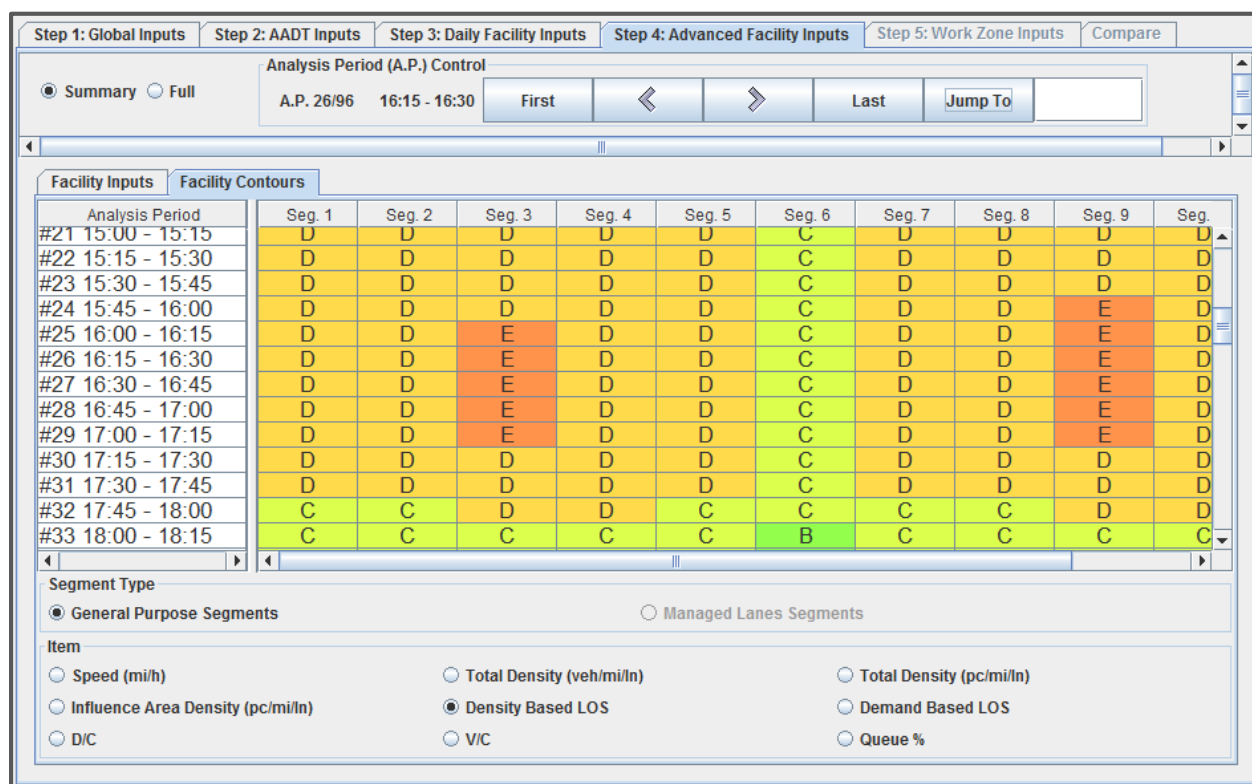 Step 1: Global Inputs Step 2: AADT Inputs Step 3: Daily Facility Inputs Step 4: Advanced Facility Inputs Step 5: Work Zone Inputs Compare
Analysis Period (A.P.) Control
Summary Full A.P. 26/96 16:15 - 16:30 First Last Jump To
Facility Inputs Facility Contours
Analysis Period Seg. 1 Seg. 2 Seg. 3 Seg. 4 Seg. 5 Seg. 6 Seg. 7 Seg. 8 Seg. 9 Seg.
#21 15:00 - 15:15 D D D D D C D D D D
#22 15:15 - 15:30 D D D D D C D D D D
#23 15:30 - 15:45 D D D D D C D D D D
#24 15:45 - 16:00 D D D D D C D D E D
#25 16:00 - 16:15 D D E D D C D D E D
#26 16:15 - 16:30 D D E D D C D D E D
#27 16:30 - 16:45 D D E D D C D D E D
#28 16:45 - 17:00 D D E D D C D D E D
#29 17:00 - 17:15 D D E D D C D D E D
#30 17:15 - 17:30 D D D D D C D D D D
#31 17:30 - 17:45 D D D D D C D D D D
#32 17:45 - 18:00 C C D D C C C C D D
#33 18:00 - 18:15 C C C C C B C C C C
Segment Type
General Purpose Segments Managed Lanes Segments
Item
Speed (mi/h) Total Density (veh/mi/ln) Total Density (pc/mi/ln)
Influence Area Density (pc/mi/ln) Density Based LOS Demand Based LOS
D/C V/C Queue %